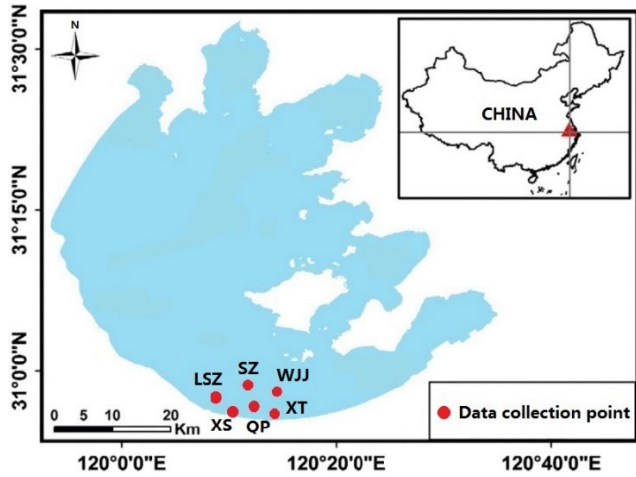 31°30'0"N
N
CHINA
31°15'0"N
31°0'0"N
SZ
LSZ
WJJ
XS
QP
XT
0 5 10 20
Km
Data collection point
120°0'0"E
120°20'0"E
120°40'0"E